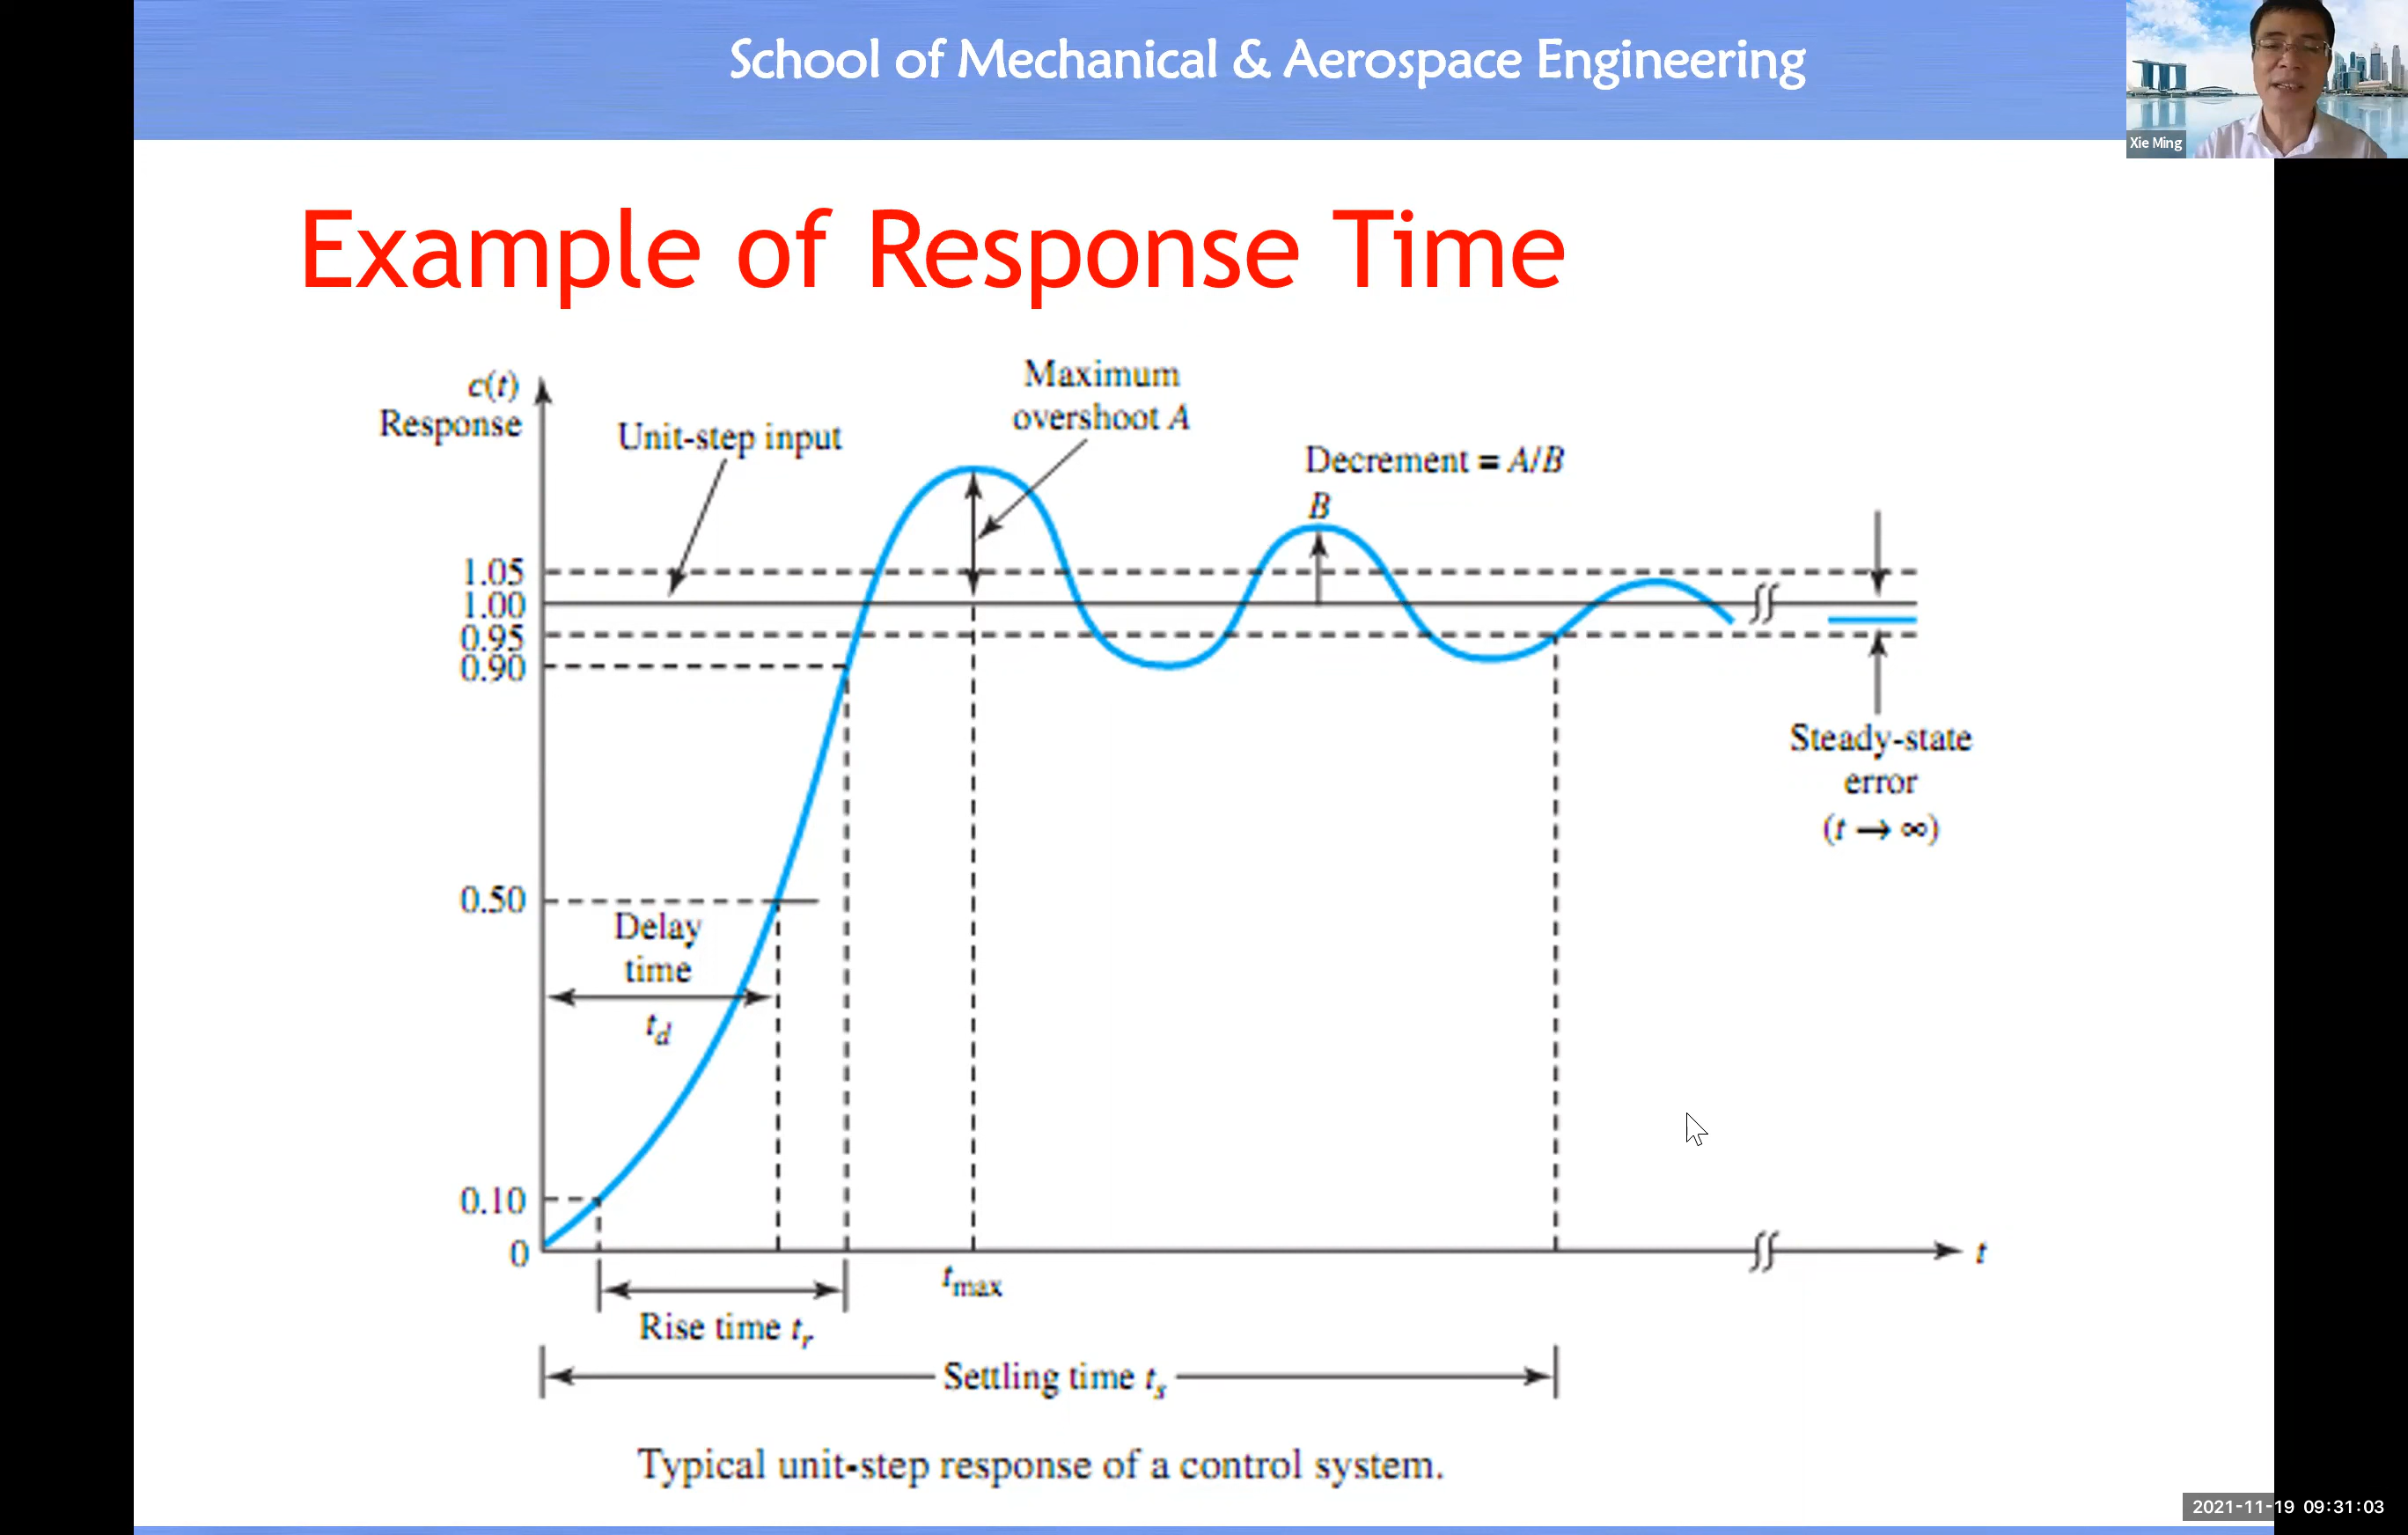 School of Mechanical & Aerospace Engineering
Xie Ming
Example of Response Time
c(t)
Response
Unit-step input
Maximum
overshoot A
Decrement = A/B
B
1.05
1.00
0.95
0.90
Steady-state
error
(t → ∞)
0.50
Delay
time
t_d
0.10
0
t
t_max
Rise time t_r
Settling time t_s
Typical unit-step response of a control system.
2021-11-19 09:31:03